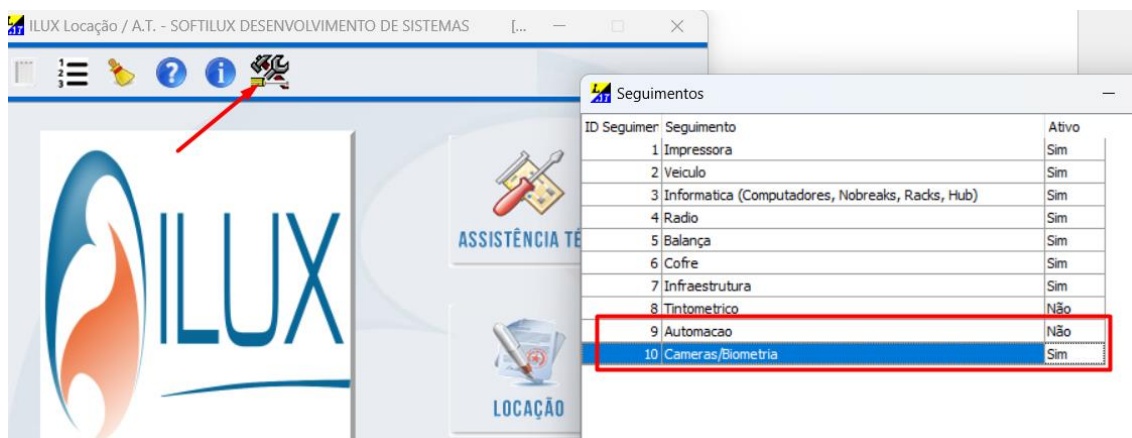 ILUX Locação / A.T. - SOFTILUX DESENVOLVIMENTO DE SISTEMAS [...
Seguimentos
ID Seguimer Seguimento Ativo
1 Impressora Sim
2 Veiculo Sim
3 Informatica (Computadores, Nobreaks, Racks, Hub) Sim
4 Radio Sim
5 Balança Sim
6 Cofre Sim
7 Infraestrutura Sim
8 Tintometrico Não
9 Automacao Não
10 Cameras/Biometria Sim
ILUX
ASSISTÊNCIA TÉ
LOCAÇÃO